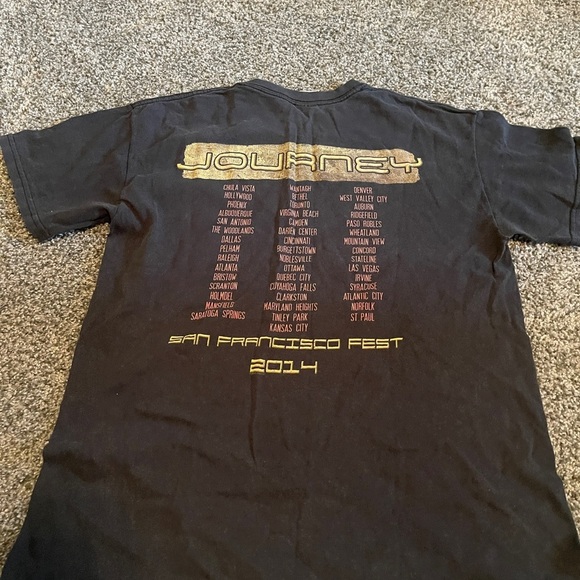 JOURNEY
CHULA VISTA
HOLLYWOOD
PHOENIX
ALBUQUERQUE
SAN ANTONIO
THE WOODLANDS
DALLAS
PELHAM
RALEIGH
ATLANTA
BRISTOW
SCRANTON
HOLMDEL
MANSFIELD
SARATOGA SPRINGS
WANTAGH
BETHEL
TORONTO
VIRGINIA BEACH
CAMDEN
DARIEN CENTER
CINCINNATI
BURGETTSTOWN
NOBLESVILLE
OTTAWA
QUEBEC CITY
CUYAHOGA FALLS
CLARKSTON
MARYLAND HEIGHTS
TINLEY PARK
KANSAS CITY
DENVER
WEST VALLEY CITY
AUBURN
RIDGEFIELD
PASO ROBLES
WHEATLAND
MOUNTAIN VIEW
CONCORD
STATELINE
LAS VEGAS
IRVINE
SYRACUSE
ATLANTIC CITY
NORFOLK
ST PAUL
SAN FRANCISCO FEST
2014